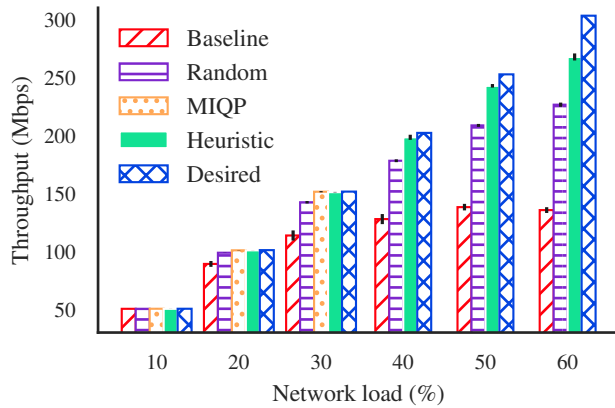 300
250
200
150
100
50
Throughput (Mbps)
Baseline
Random
MIQP
Heuristic
Desired
10 20 30 40 50 60
Network load (%)